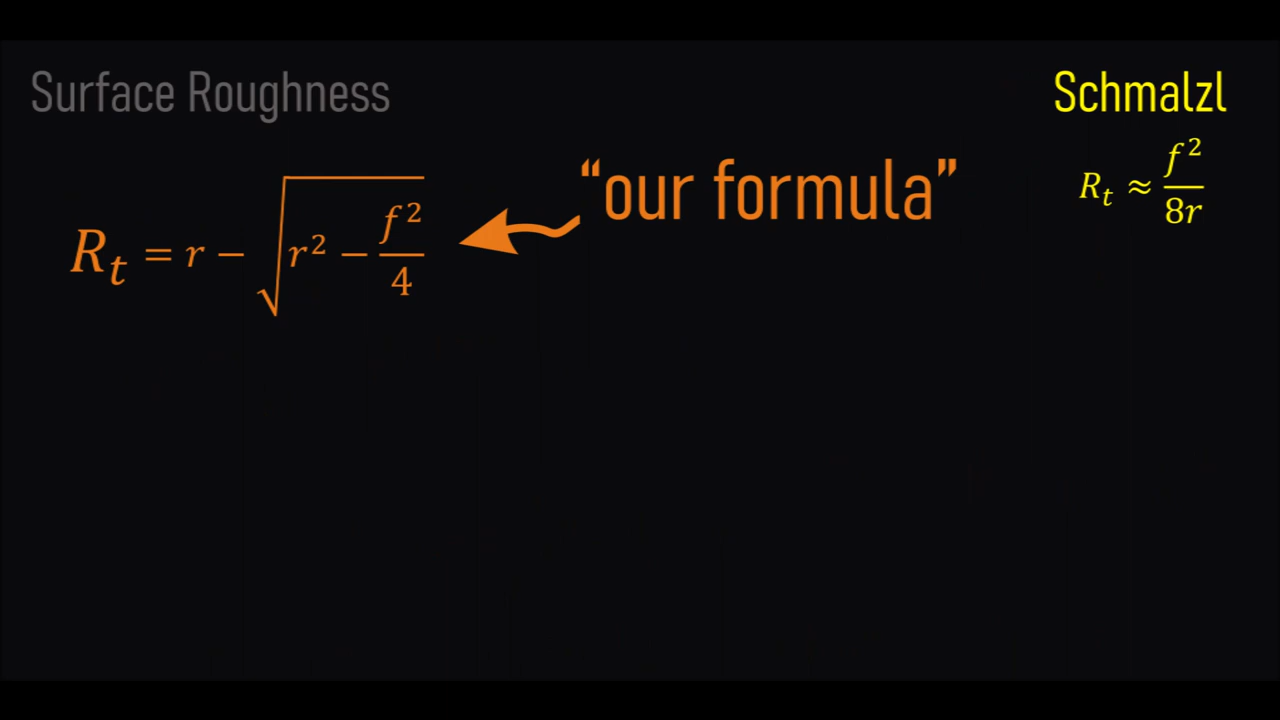 Surface Roughness
Schmalzl
“our formula”
R_t ≈ f²/8r
R_t = r − √(r² − f²/4)